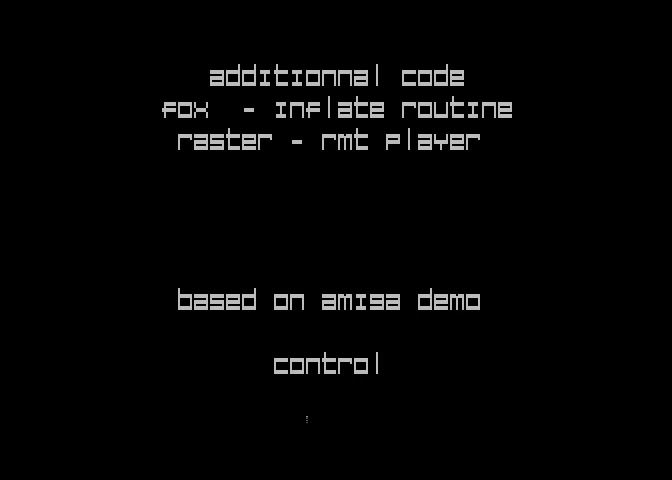 additionnal code
fox - inflate routine
raster - rmt player
based on amiga demo
control